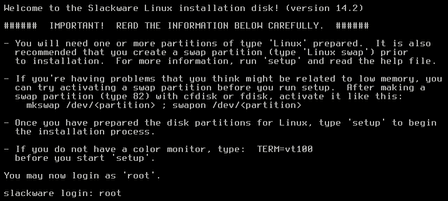 Welcome to the Slackware Linux installation disk! (version 14.2)
######  IMPORTANT!  READ THE INFORMATION BELOW CAREFULLY.  ######
- You will need one or more partitions of type 'Linux' prepared.  It is also
recommended that you create a swap partition (type 'Linux swap') prior
to installation.  For more information, run 'setup' and read the help file.
- If you're having problems that you think might be related to low memory, you
can try activating a swap partition before you run setup.  After making a
swap partition (type 82) with cfdisk or fdisk, activate it like this:
mkswap /dev/<partition> ; swapon /dev/<partition>
- Once you have prepared the disk partitions for Linux, type 'setup' to begin
the installation process.
- If you do not have a color monitor, type:  TERM=vt100
before you start 'setup'.
You may now login as 'root'.
slackware login: root